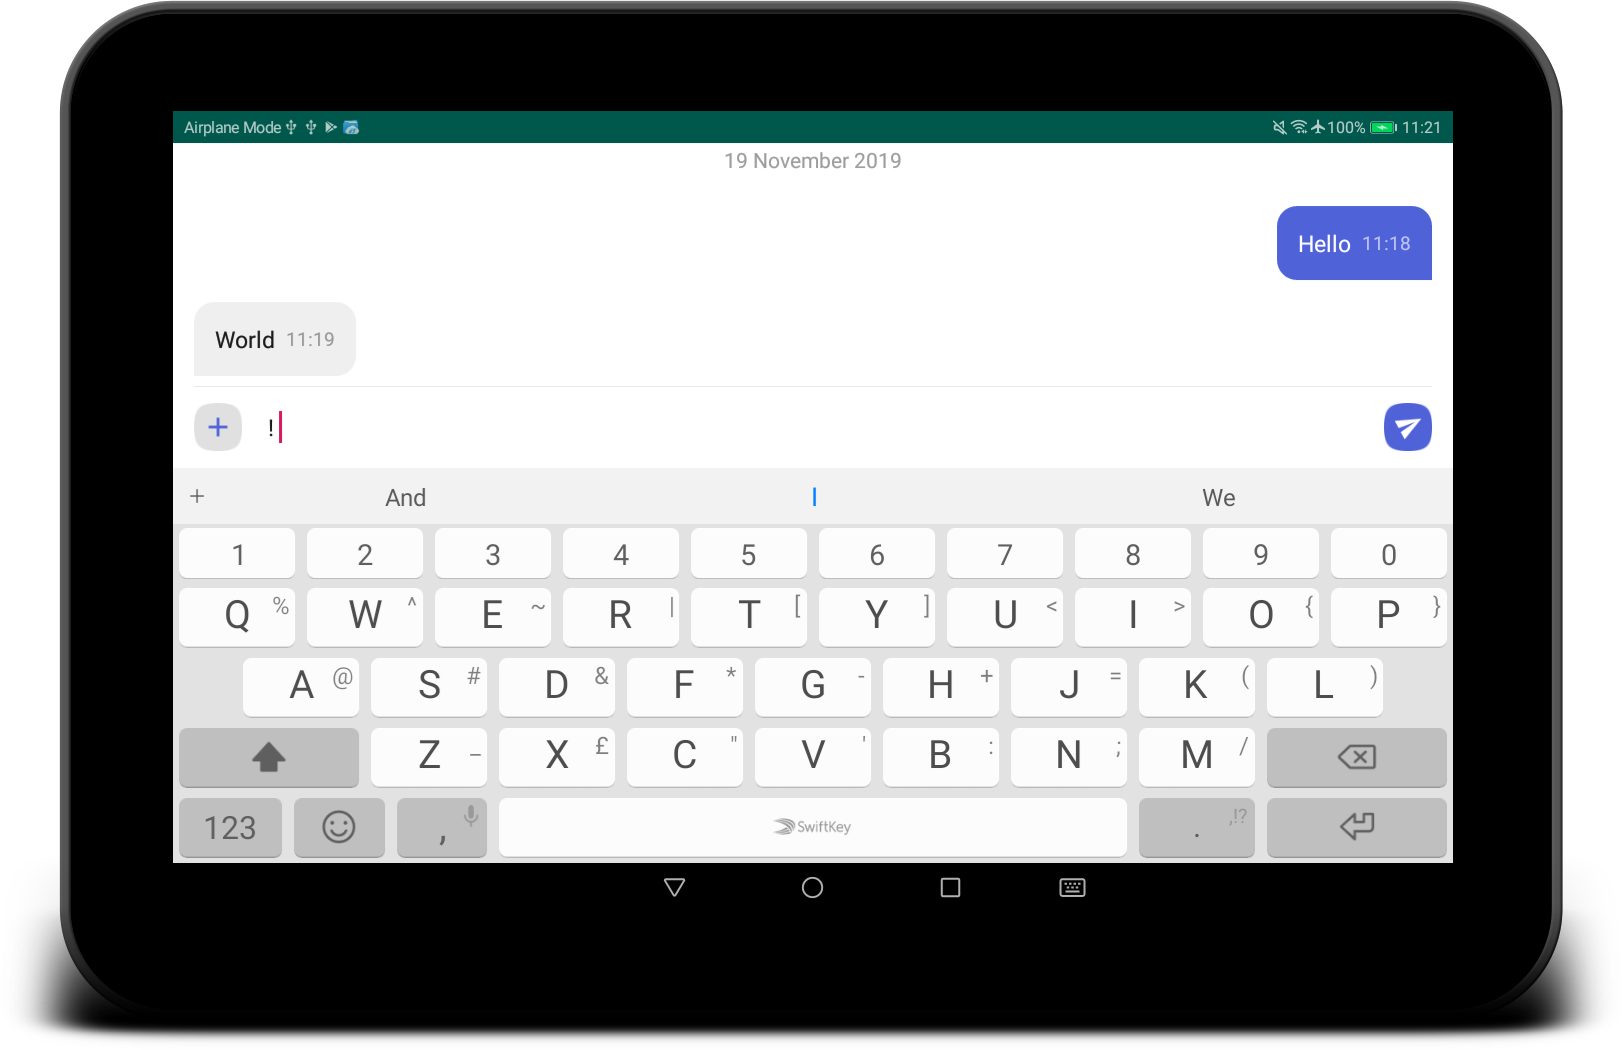 Airplane Mode 100% 11:21
19 November 2019
Hello 11:18
World 11:19
!
+ And I We
1 2 3 4 5 6 7 8 9 0
Q % W ^ E ~ R | T [ Y ] U < I > O { P }
A @ S # D & F * G - H + J = K ( L )
Z _ X £ C " V ' B : N ; M /
123 , SwiftKey . ,!?